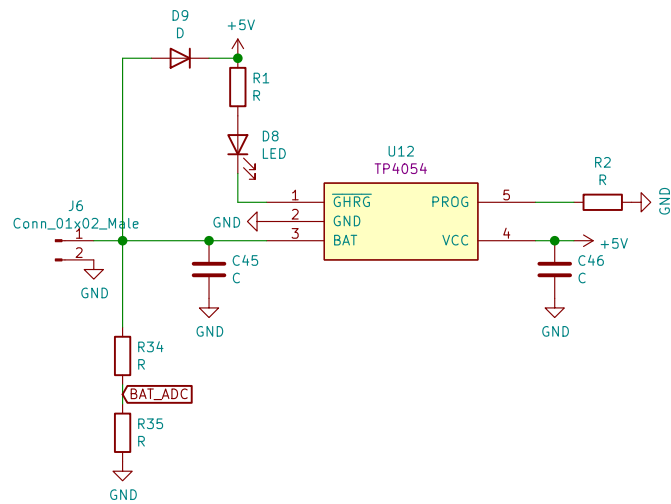 D9
D
+5V
R1
R
D8
LED
U12
TP4054
R2
R
J6
Conn_01x02_Male
1
2
GND
1
GHRG
PROG
5
GND
GND
2
GND
3
BAT
VCC
4
+5V
C45
C
C46
C
GND
GND
R34
R
BAT_ADC
R35
R
GND